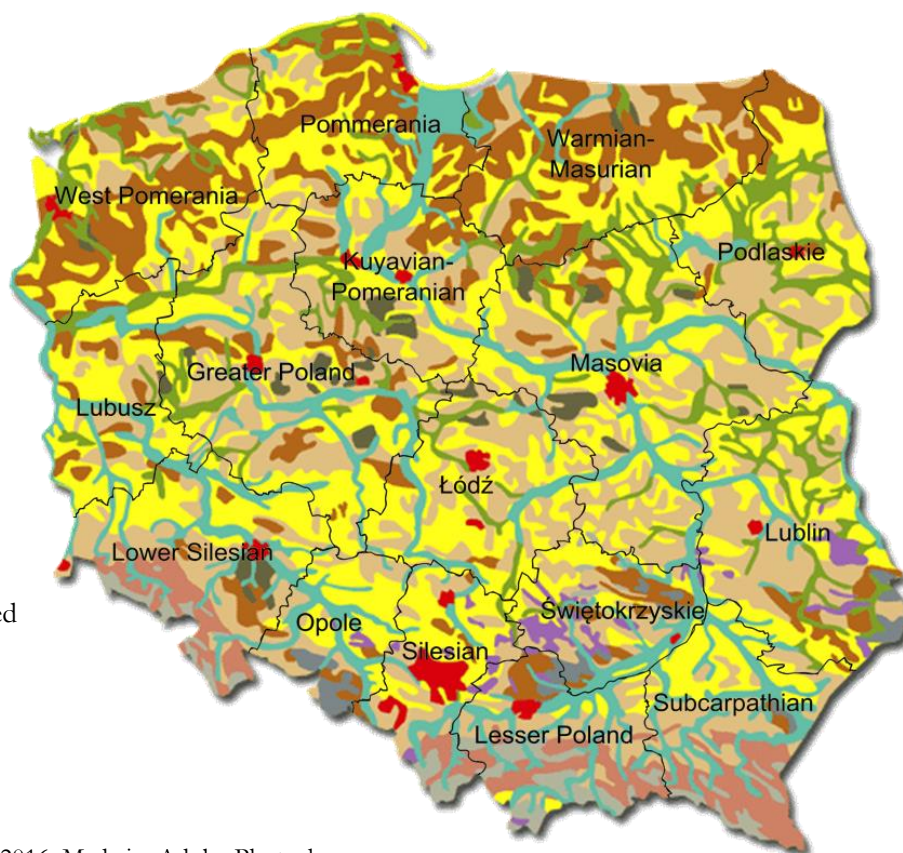 Pommerania
Warmian-
Masurian
West Pomerania
Podlaskie
Kuyavian-
Pomeranian
Masovia
Greater Poland
Lubusz
Łódź
Lublin
Lower Silesian
ed
Świętokrzyskie
Opole
Silesian
Subcarpathian
Lesser Poland